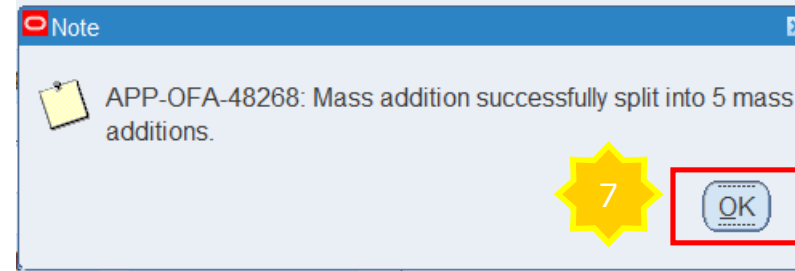 Note
APP-OFA-48268: Mass addition successfully split into 5 mass
additions.
7
OK